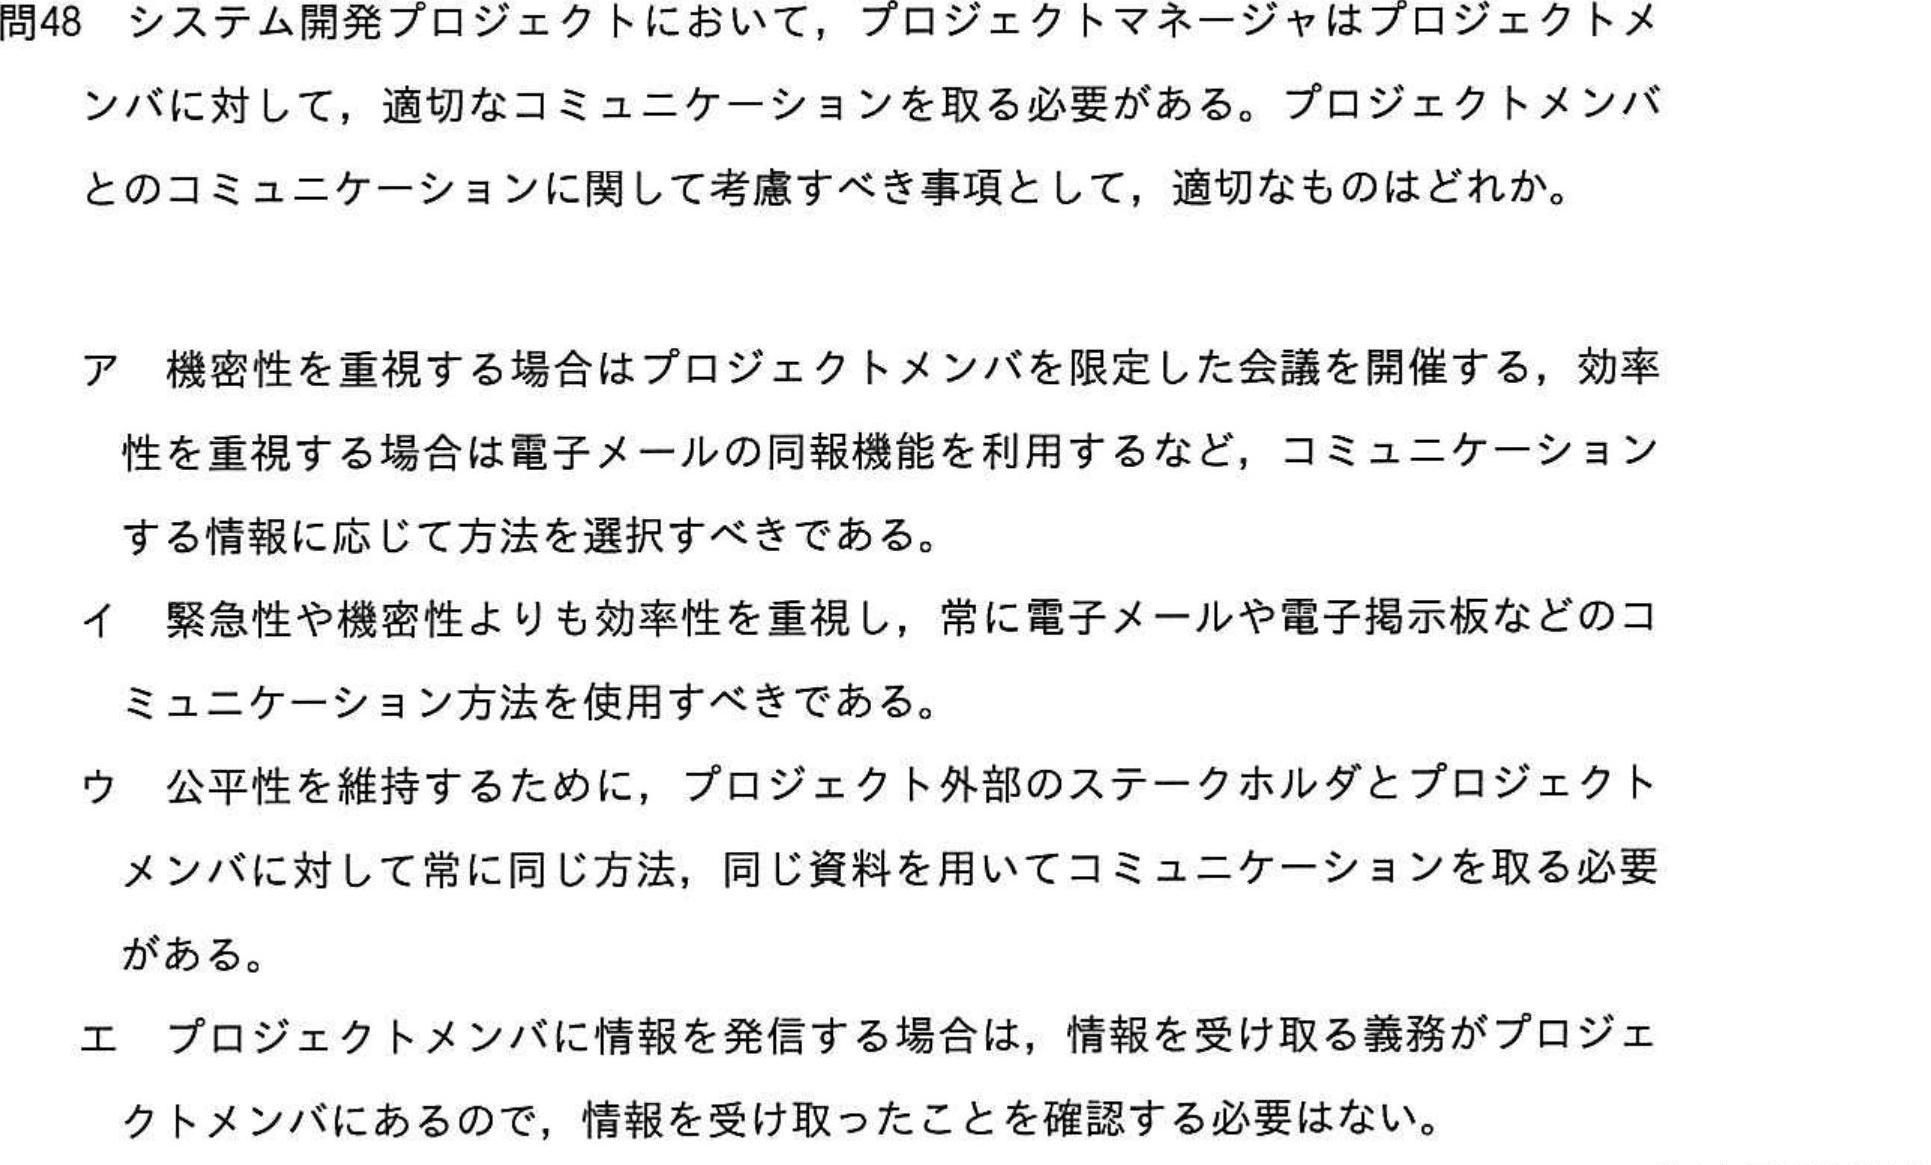 問48 システム開発プロジェクトにおいて，プロジェクトマネージャはプロジェクトメ
ンバに対して，適切なコミュニケーションを取る必要がある。プロジェクトメンバ
とのコミュニケーションに関して考慮すべき事項として，適切なものはどれか。
ア 機密性を重視する場合はプロジェクトメンバを限定した会議を開催する，効率
性を重視する場合は電子メールの同報機能を利用するなど，コミュニケーション
する情報に応じて方法を選択すべきである。
イ 緊急性や機密性よりも効率性を重視し，常に電子メールや電子掲示板などのコ
ミュニケーション方法を使用すべきである。
ウ 公平性を維持するために，プロジェクト外部のステークホルダとプロジェクト
メンバに対して常に同じ方法，同じ資料を用いてコミュニケーションを取る必要
がある。
エ プロジェクトメンバに情報を発信する場合は，情報を受け取る義務がプロジェ
クトメンバにあるので，情報を受け取ったことを確認する必要はない。